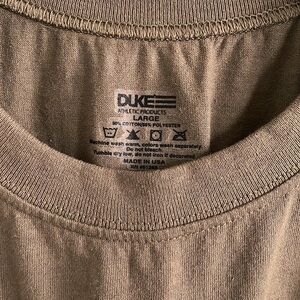 DUKE
ATHLETIC PRODUCTS
LARGE
50% COTTON/50% POLYESTER
Machine wash warm, colors wash separately.
Do not bleach.
Tumble dry low, do not iron if decorated.
MADE IN USA